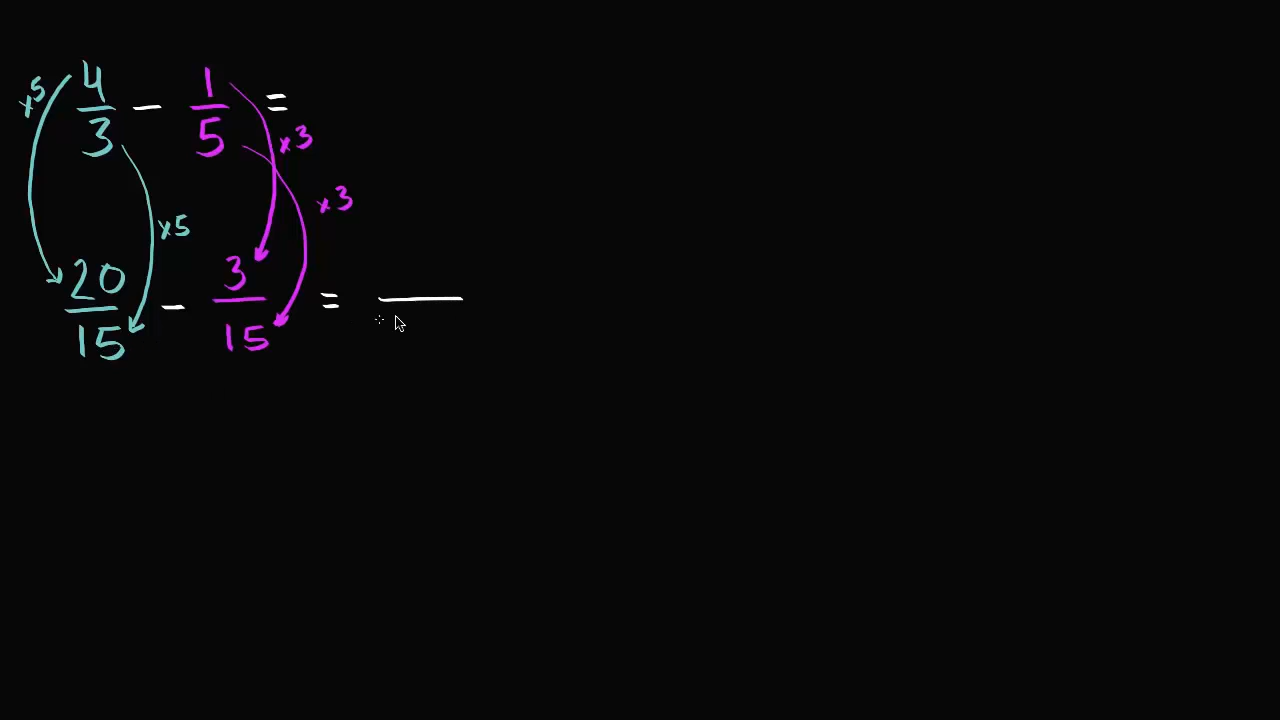 4/3 - 1/5 =
x5
x3
x3
x5
20/15 - 3/15 =